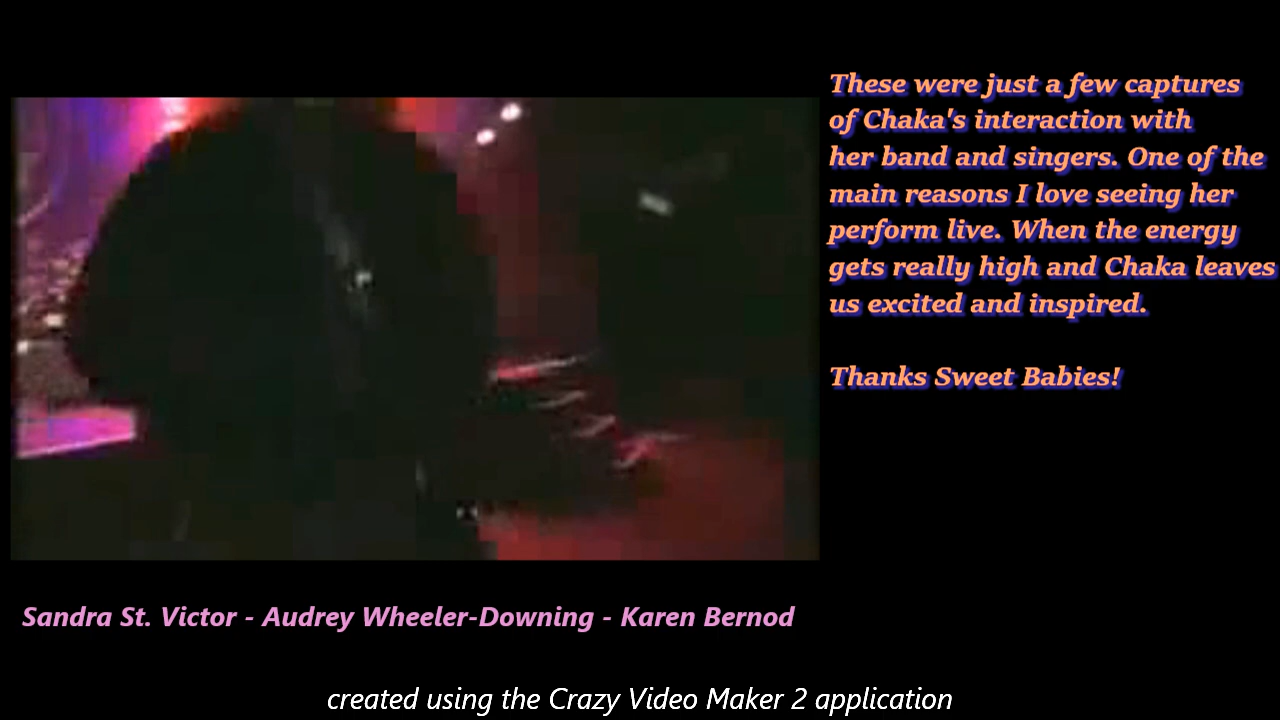 These were just a few captures
of Chaka's interaction with
her band and singers. One of the
main reasons I love seeing her
perform live. When the energy
gets really high and Chaka leaves
us excited and inspired.
Thanks Sweet Babies!
Sandra St. Victor - Audrey Wheeler-Downing - Karen Bernod
created using the Crazy Video Maker 2 application